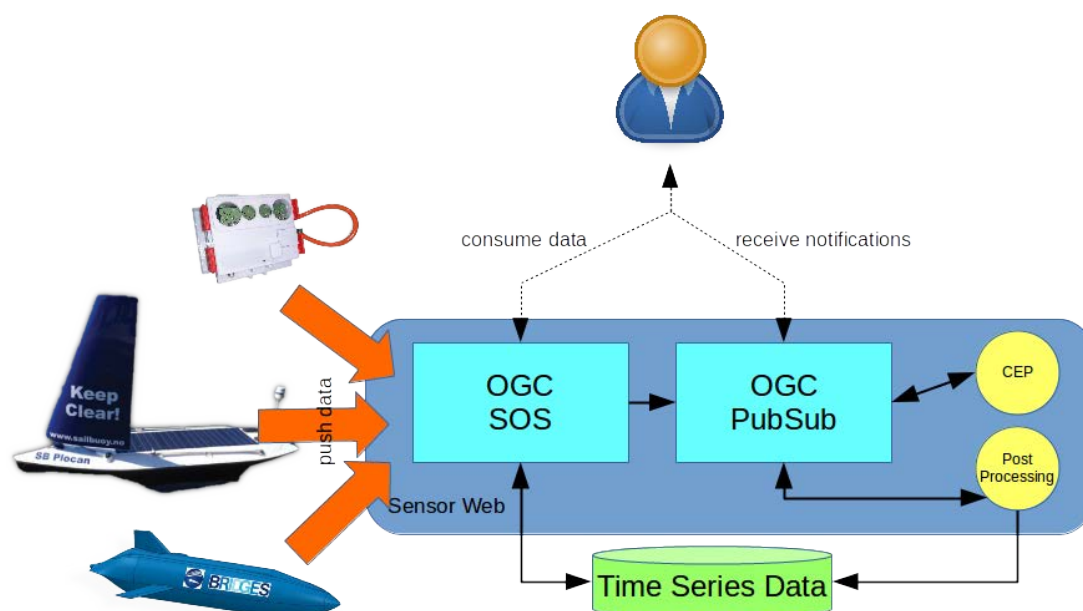 consume data
receive notifications
Keep
Clear!
www.sailbuoy.no
SB Plocan
push data
OGC
SOS
OGC
PubSub
CEP
Post
Processing
Sensor Web
BRIDGES
Time Series Data